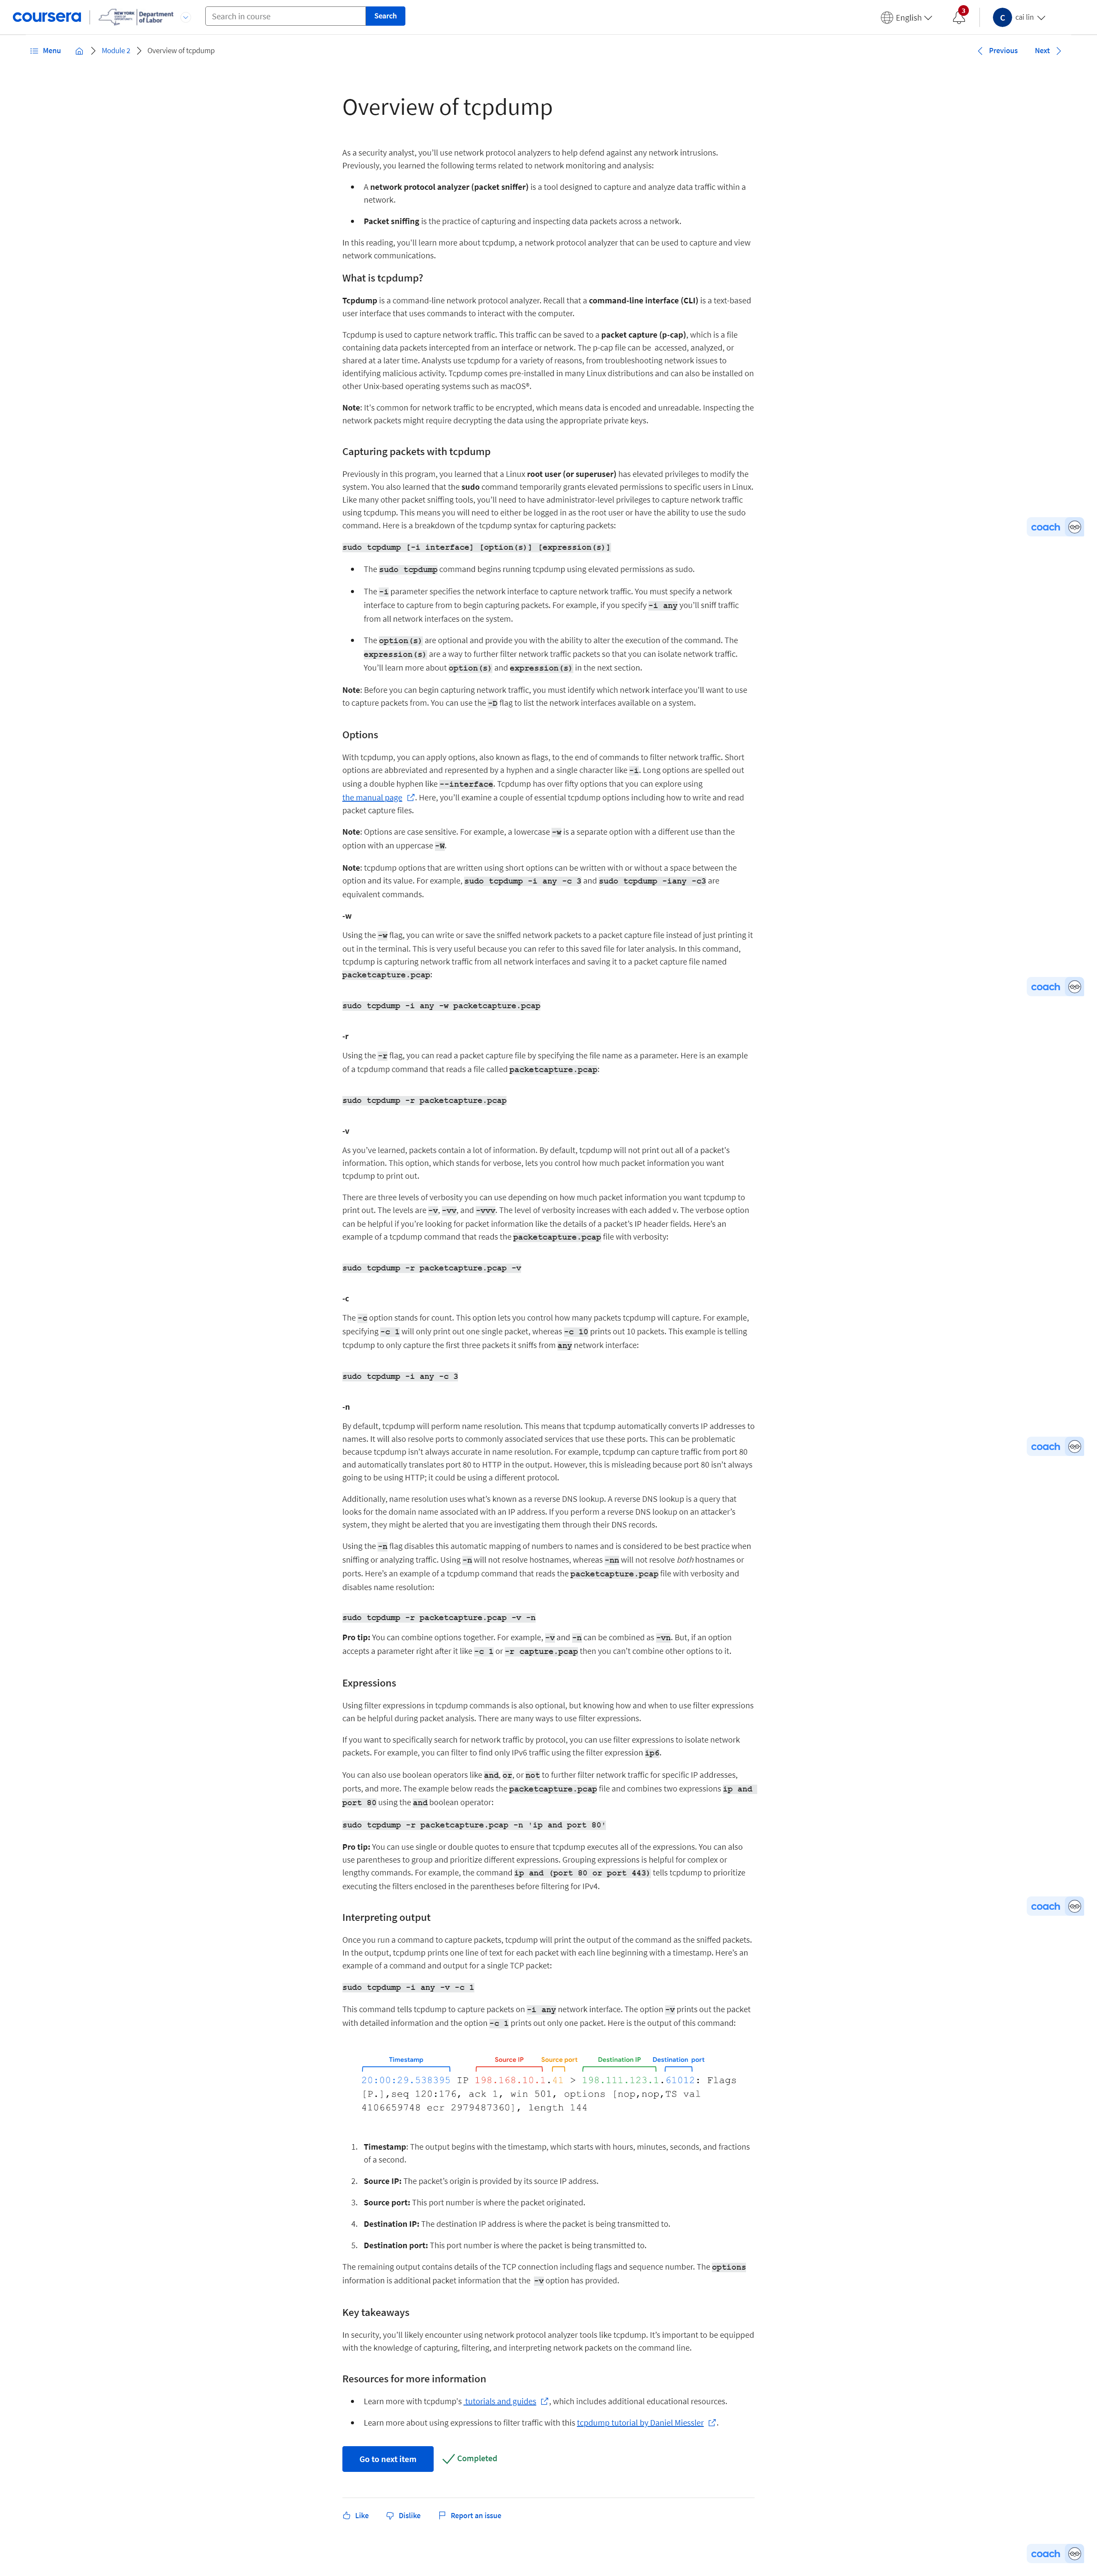 coursera
NEW YORK Department of Labor
Search in course
Search
English
3
C
cai lin
Menu
Module 2
Overview of tcpdump
Previous
Next
Overview of tcpdump
As a security analyst, you'll use network protocol analyzers to help defend against any network intrusions.
Previously, you learned the following terms related to network monitoring and analysis:
A network protocol analyzer (packet sniffer) is a tool designed to capture and analyze data traffic within a
network.
Packet sniffing is the practice of capturing and inspecting data packets across a network.
In this reading, you'll learn more about tcpdump, a network protocol analyzer that can be used to capture and view
network communications.
What is tcpdump?
Tcpdump is a command-line network protocol analyzer. Recall that a command-line interface (CLI) is a text-based
user interface that uses commands to interact with the computer.
Tcpdump is used to capture network traffic. This traffic can be saved to a packet capture (p-cap), which is a file
containing data packets intercepted from an interface or network. The p-cap file can be accessed, analyzed, or
shared at a later time. Analysts use tcpdump for a variety of reasons, from troubleshooting network issues to
identifying malicious activity. Tcpdump comes pre-installed in many Linux distributions and can also be installed on
other Unix-based operating systems such as macOS®.
Note: It's common for network traffic to be encrypted, which means data is encoded and unreadable. Inspecting the
network packets might require decrypting the data using the appropriate private keys.
Capturing packets with tcpdump
Previously in this program, you learned that a Linux root user (or superuser) has elevated privileges to modify the
system. You also learned that the sudo command temporarily grants elevated permissions to specific users in Linux.
Like many other packet sniffing tools, you'll need to have administrator-level privileges to capture network traffic
using tcpdump. This means you will need to either be logged in as the root user or have the ability to use the sudo
command. Here is a breakdown of the tcpdump syntax for capturing packets:
coach
sudo tcpdump [-i interface] [option(s)] [expression(s)]
The sudo tcpdump command begins running tcpdump using elevated permissions as sudo.
The -i parameter specifies the network interface to capture network traffic. You must specify a network
interface to capture from to begin capturing packets. For example, if you specify -i any you'll sniff traffic
from all network interfaces on the system.
The option(s) are optional and provide you with the ability to alter the execution of the command. The
expression(s) are a way to further filter network traffic packets so that you can isolate network traffic.
You'll learn more about option(s) and expression(s) in the next section.
Note: Before you can begin capturing network traffic, you must identify which network interface you'll want to use
to capture packets from. You can use the -D flag to list the network interfaces available on a system.
Options
With tcpdump, you can apply options, also known as flags, to the end of commands to filter network traffic. Short
options are abbreviated and represented by a hyphen and a single character like -i. Long options are spelled out
using a double hyphen like --interface. Tcpdump has over fifty options that you can explore using
the manual page. Here, you'll examine a couple of essential tcpdump options including how to write and read
packet capture files.
Note: Options are case sensitive. For example, a lowercase -w is a separate option with a different use than the
option with an uppercase -W.
Note: tcpdump options that are written using short options can be written with or without a space between the
option and its value. For example, sudo tcpdump -i any -c 3 and sudo tcpdump -iany -c3 are
equivalent commands.
-w
Using the -w flag, you can write or save the sniffed network packets to a packet capture file instead of just printing it
out in the terminal. This is very useful because you can refer to this saved file for later analysis. In this command,
tcpdump is capturing network traffic from all network interfaces and saving it to a packet capture file named
packetcapture.pcap:
coach
sudo tcpdump -i any -w packetcapture.pcap
-r
Using the -r flag, you can read a packet capture file by specifying the file name as a parameter. Here is an example
of a tcpdump command that reads a file called packetcapture.pcap:
sudo tcpdump -r packetcapture.pcap
-v
As you've learned, packets contain a lot of information. By default, tcpdump will not print out all of a packet's
information. This option, which stands for verbose, lets you control how much packet information you want
tcpdump to print out.
There are three levels of verbosity you can use depending on how much packet information you want tcpdump to
print out. The levels are -v, -vv, and -vvv. The level of verbosity increases with each added v. The verbose option
can be helpful if you're looking for packet information like the details of a packet's IP header fields. Here's an
example of a tcpdump command that reads the packetcapture.pcap file with verbosity:
sudo tcpdump -r packetcapture.pcap -v
-c
The -c option stands for count. This option lets you control how many packets tcpdump will capture. For example,
specifying -c 1 will only print out one single packet, whereas -c 10 prints out 10 packets. This example is telling
tcpdump to only capture the first three packets it sniffs from any network interface:
sudo tcpdump -i any -c 3
-n
By default, tcpdump will perform name resolution. This means that tcpdump automatically converts IP addresses to
names. It will also resolve ports to commonly associated services that use these ports. This can be problematic
because tcpdump isn't always accurate in name resolution. For example, tcpdump can capture traffic from port 80
and automatically translates port 80 to HTTP in the output. However, this is misleading because port 80 isn't always
going to be using HTTP; it could be using a different protocol.
coach
Additionally, name resolution uses what's known as a reverse DNS lookup. A reverse DNS lookup is a query that
looks for the domain name associated with an IP address. If you perform a reverse DNS lookup on an attacker's
system, they might be alerted that you are investigating them through their DNS records.
Using the -n flag disables this automatic mapping of numbers to names and is considered to be best practice when
sniffing or analyzing traffic. Using -n will not resolve hostnames, whereas -nn will not resolve both hostnames or
ports. Here's an example of a tcpdump command that reads the packetcapture.pcap file with verbosity and
disables name resolution:
sudo tcpdump -r packetcapture.pcap -v -n
Pro tip: You can combine options together. For example, -v and -n can be combined as -vn. But, if an option
accepts a parameter right after it like -c 1 or -r capture.pcap then you can't combine other options to it.
Expressions
Using filter expressions in tcpdump commands is also optional, but knowing how and when to use filter expressions
can be helpful during packet analysis. There are many ways to use filter expressions.
If you want to specifically search for network traffic by protocol, you can use filter expressions to isolate network
packets. For example, you can filter to find only IPv6 traffic using the filter expression ip6.
You can also use boolean operators like and, or, or not to further filter network traffic for specific IP addresses,
ports, and more. The example below reads the packetcapture.pcap file and combines two expressions ip and
port 80 using the and boolean operator:
sudo tcpdump -r packetcapture.pcap -n 'ip and port 80'
Pro tip: You can use single or double quotes to ensure that tcpdump executes all of the expressions. You can also
use parentheses to group and prioritize different expressions. Grouping expressions is helpful for complex or
lengthy commands. For example, the command ip and (port 80 or port 443) tells tcpdump to prioritize
executing the filters enclosed in the parentheses before filtering for IPv4.
coach
Interpreting output
Once you run a command to capture packets, tcpdump will print the output of the command as the sniffed packets.
In the output, tcpdump prints one line of text for each packet with each line beginning with a timestamp. Here's an
example of a command and output for a single TCP packet:
sudo tcpdump -i any -v -c 1
This command tells tcpdump to capture packets on -i any network interface. The option -v prints out the packet
with detailed information and the option -c 1 prints out only one packet. Here is the output of this command:
Timestamp Source IP Source port Destination IP Destination port
20:00:29.538395 IP 198.168.10.1.41 > 198.111.123.1.61012: Flags
[P.],seq 120:176, ack 1, win 501, options [nop,nop,TS val
4106659748 ecr 2979487360], length 144
1. Timestamp: The output begins with the timestamp, which starts with hours, minutes, seconds, and fractions
of a second.
2. Source IP: The packet's origin is provided by its source IP address.
3. Source port: This port number is where the packet originated.
4. Destination IP: The destination IP address is where the packet is being transmitted to.
5. Destination port: This port number is where the packet is being transmitted to.
The remaining output contains details of the TCP connection including flags and sequence number. The options
information is additional packet information that the -v option has provided.
Key takeaways
In security, you'll likely encounter using network protocol analyzer tools like tcpdump. It's important to be equipped
with the knowledge of capturing, filtering, and interpreting network packets on the command line.
Resources for more information
Learn more with tcpdump's tutorials and guides, which includes additional educational resources.
Learn more about using expressions to filter traffic with this tcpdump tutorial by Daniel Miessler.
Go to next item
Completed
Like
Dislike
Report an issue
coach